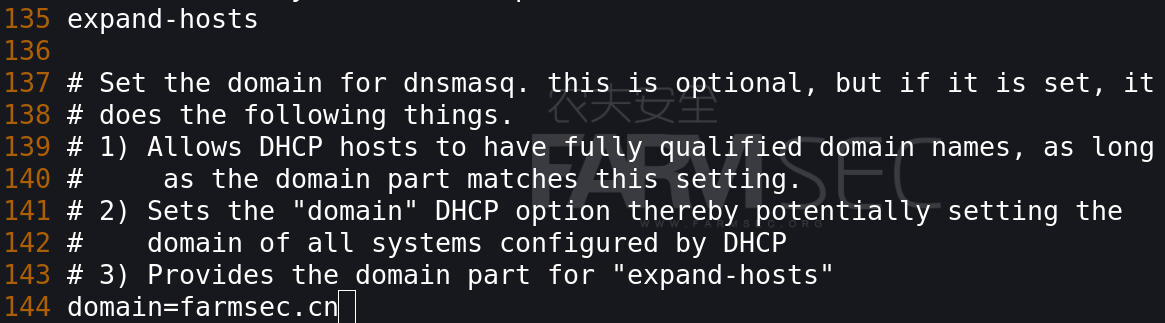 135 expand-hosts
136
137 # Set the domain for dnsmasq. this is optional, but if it is set, it
138 # does the following things.
139 # 1) Allows DHCP hosts to have fully qualified domain names, as long
140 #     as the domain part matches this setting.
141 # 2) Sets the "domain" DHCP option thereby potentially setting the
142 #    domain of all systems configured by DHCP
143 # 3) Provides the domain part for "expand-hosts"
144 domain=farmsec.cn
农夫安全
FARMSEC
WWW.FARMSEC.ORG